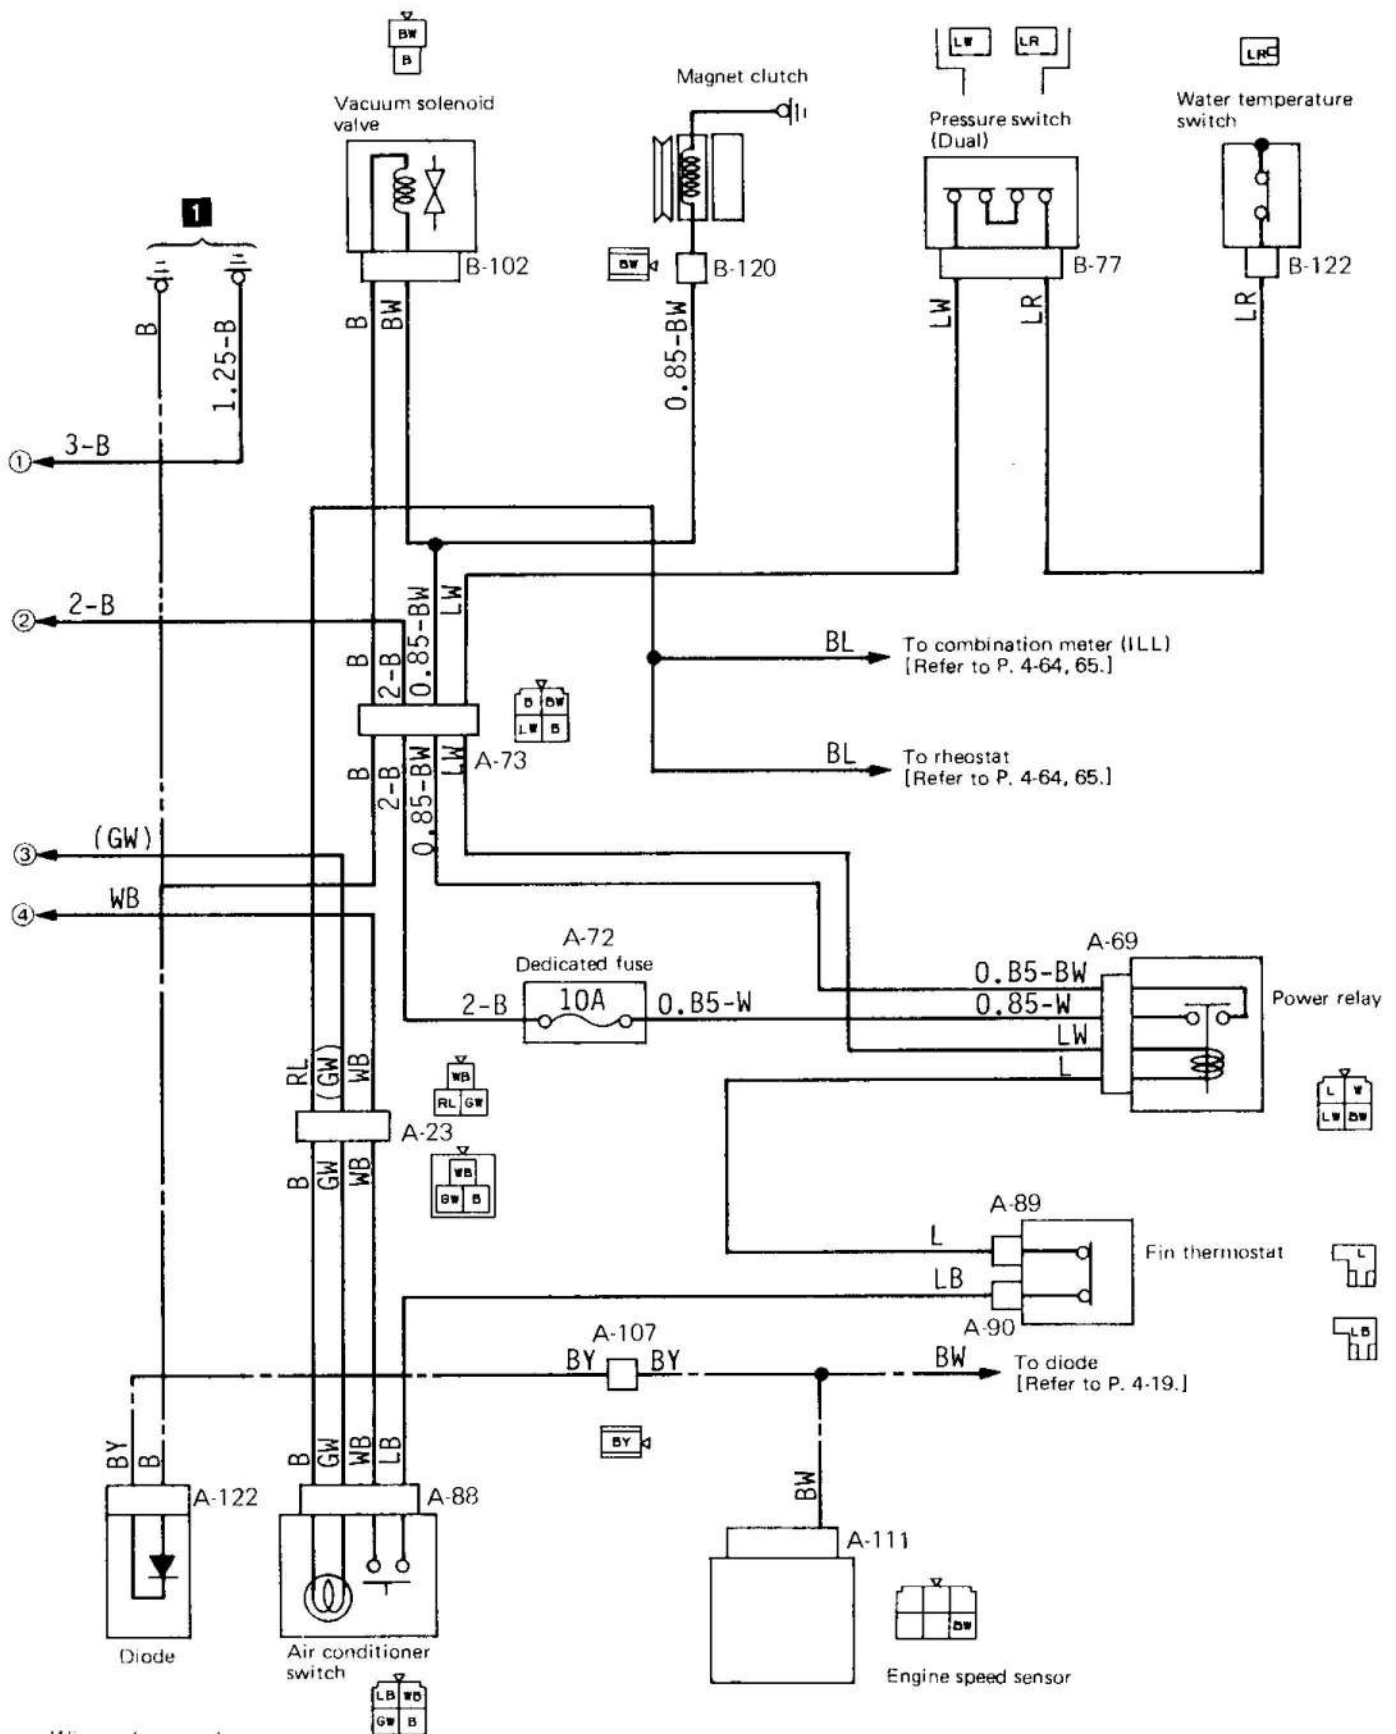 BW
B
Vacuum solenoid
valve
Magnet clutch
LW
LR
Pressure switch
(Dual)
LR
Water temperature
switch
1
B-102
BW
B-120
B-77
B-122
B
1.25-B
B
BW
0.85-BW
LW
LR
LR
① 3-B
② 2-B
B
2-B
0.85-BW
LW
B BW
LW B
A-73
BL
To combination meter (ILL)
[Refer to P. 4-64, 65.]
BL
To rheostat
[Refer to P. 4-64, 65.]
B
2-B
0.85-BW
LW
③ (GW)
④ WB
A-72
Dedicated fuse
2-B
10A
0.B5-W
A-69
0.B5-BW
0.85-W
LW
L
Power relay
L W
LW BW
RL
(GW)
WB
WB
RL GW
A-23
B
GW
WB
WB
GW B
A-89
L
Fin thermostat
L
LB
A-90
LB
A-107
BY
BY
BW
To diode
[Refer to P. 4-19.]
BY
BY
B
B
GW
WB
LB
BW
A-122
A-88
A-111
BW
Diode
Air conditioner
switch
Engine speed sensor
LB WB
GW B